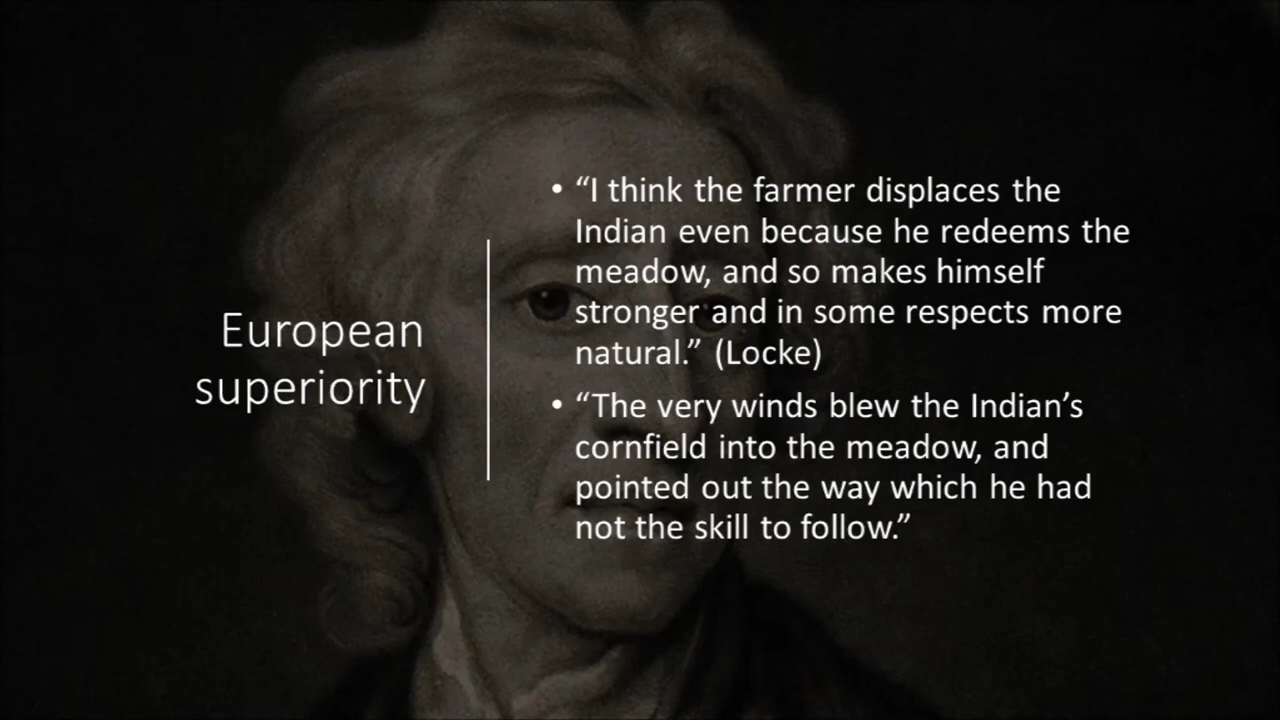 European
superiority
• “I think the farmer displaces the
Indian even because he redeems the
meadow, and so makes himself
stronger and in some respects more
natural.” (Locke)
• “The very winds blew the Indian’s
cornfield into the meadow, and
pointed out the way which he had
not the skill to follow.”